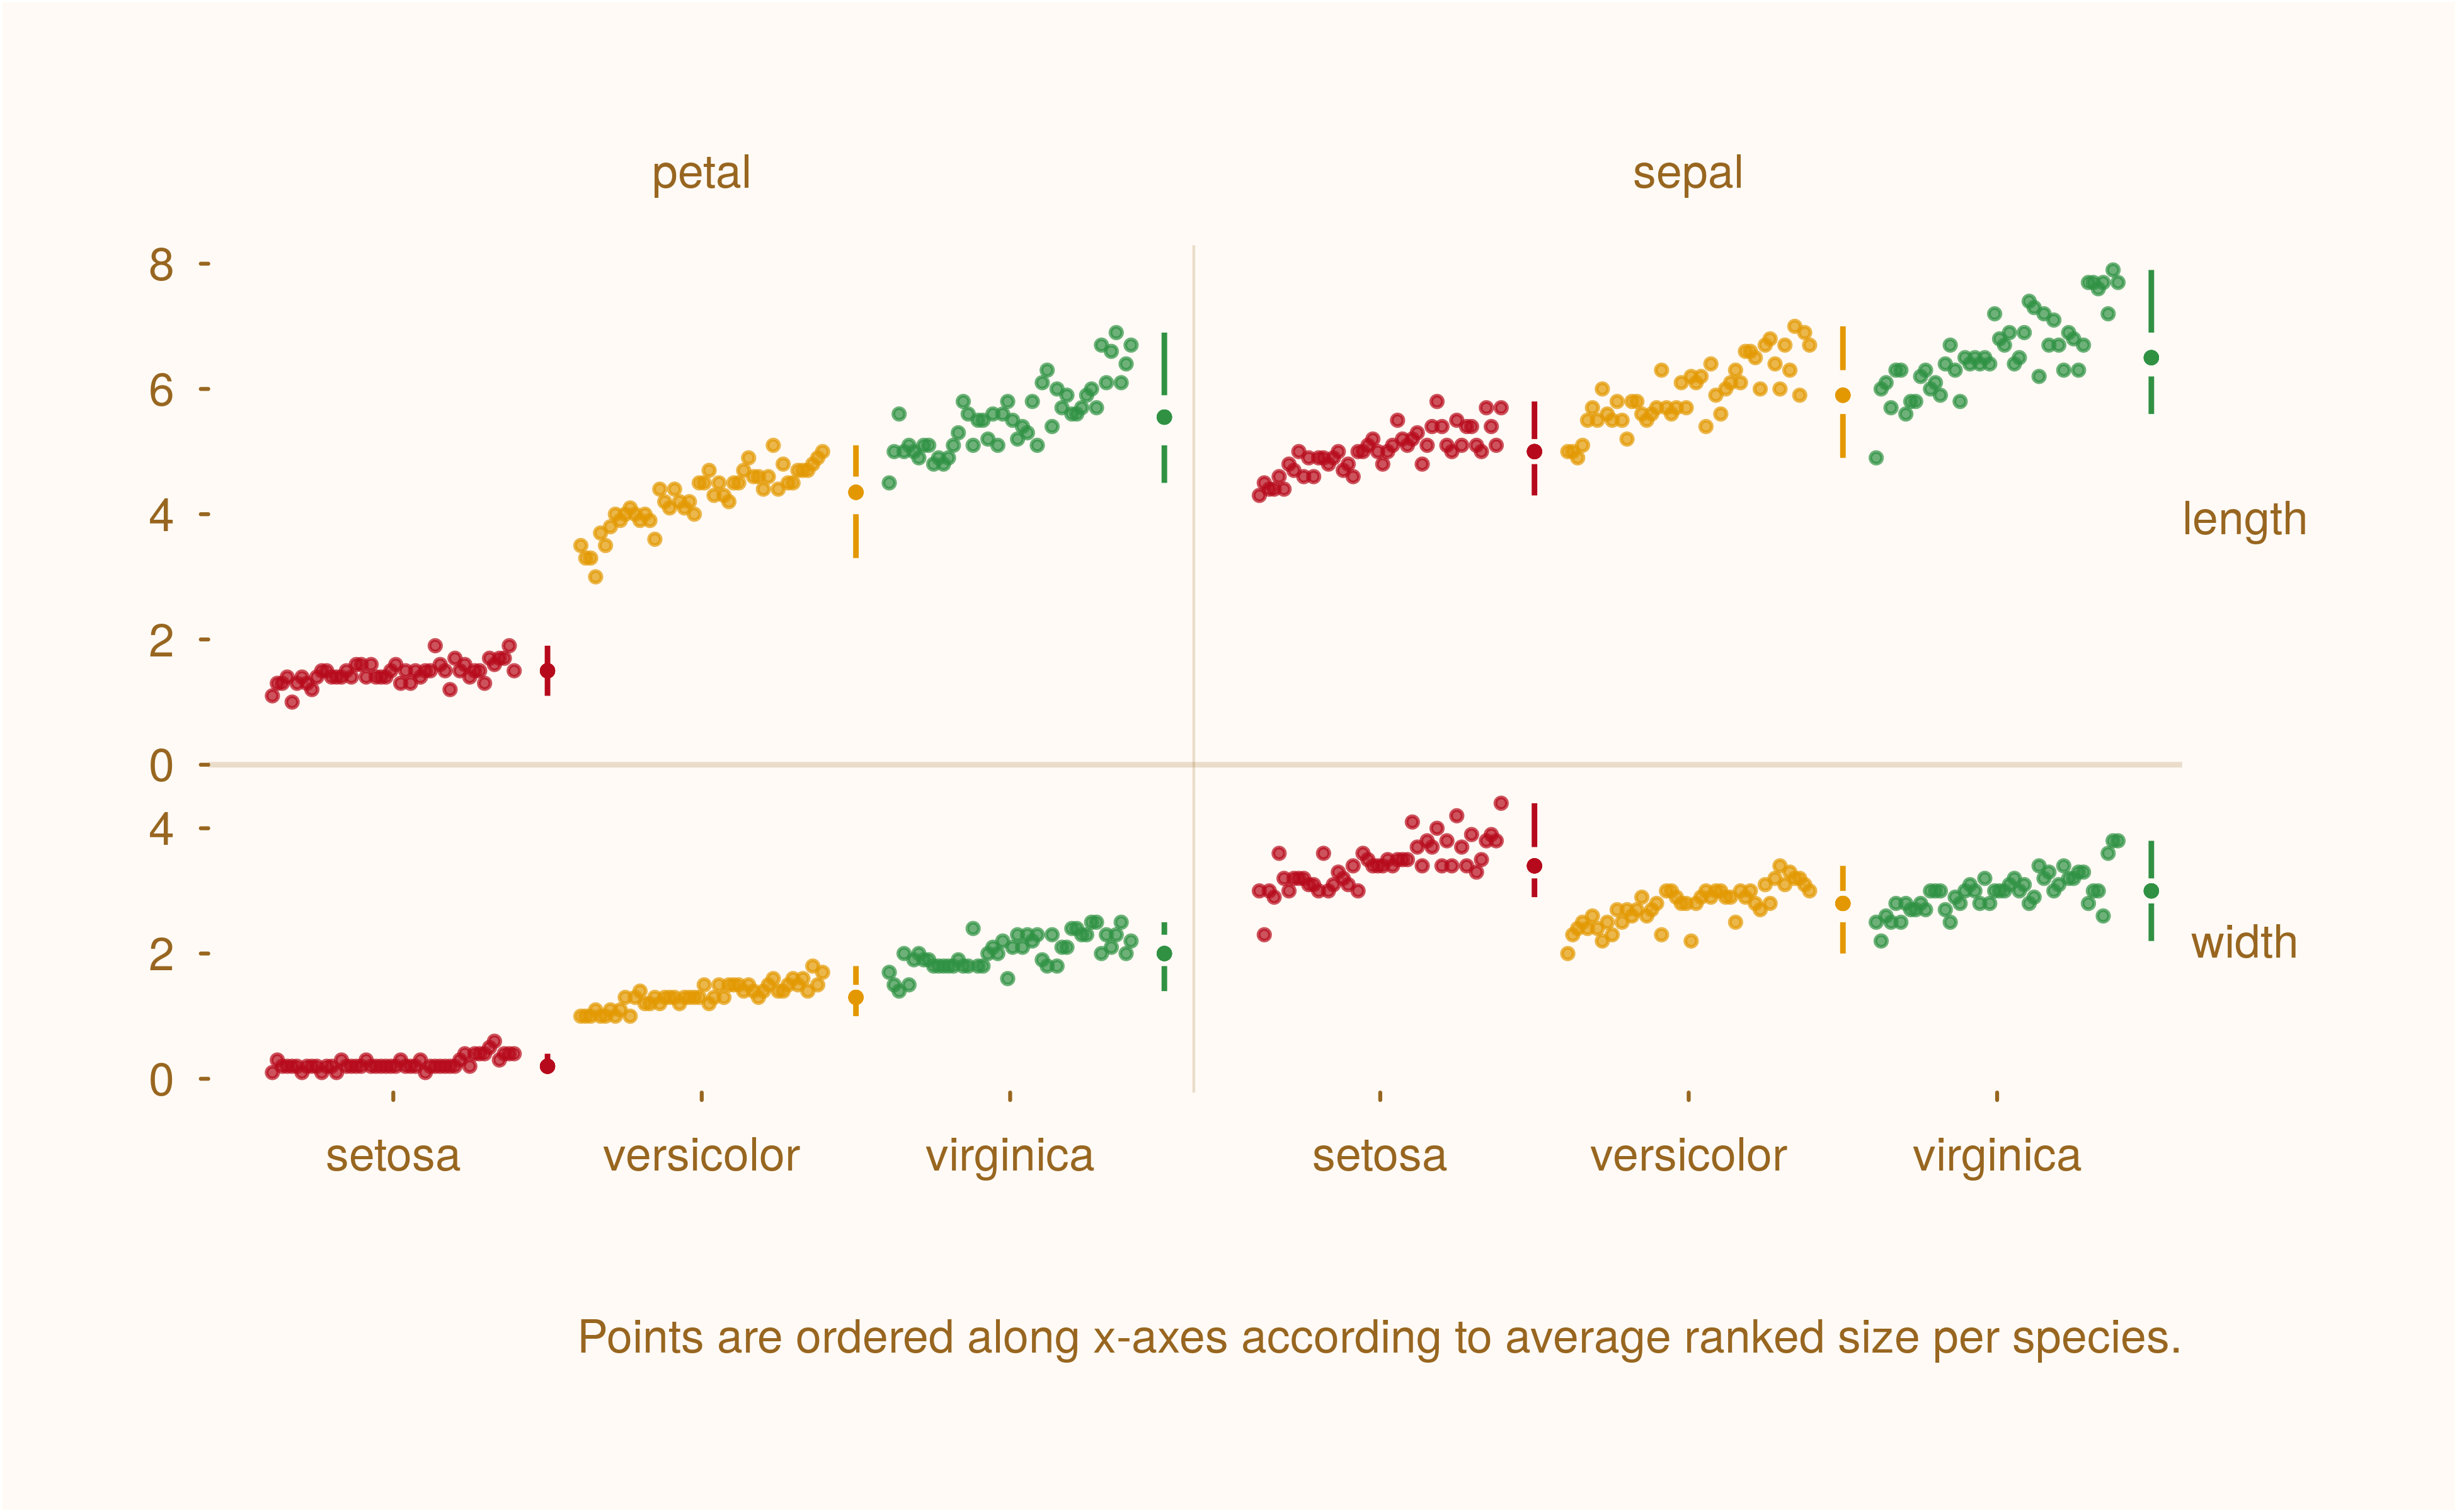 petal sepal
8
6
4
length
2
0
4
2
width
0
setosa versicolor virginica setosa versicolor virginica
Points are ordered along x-axes according to average ranked size per species.